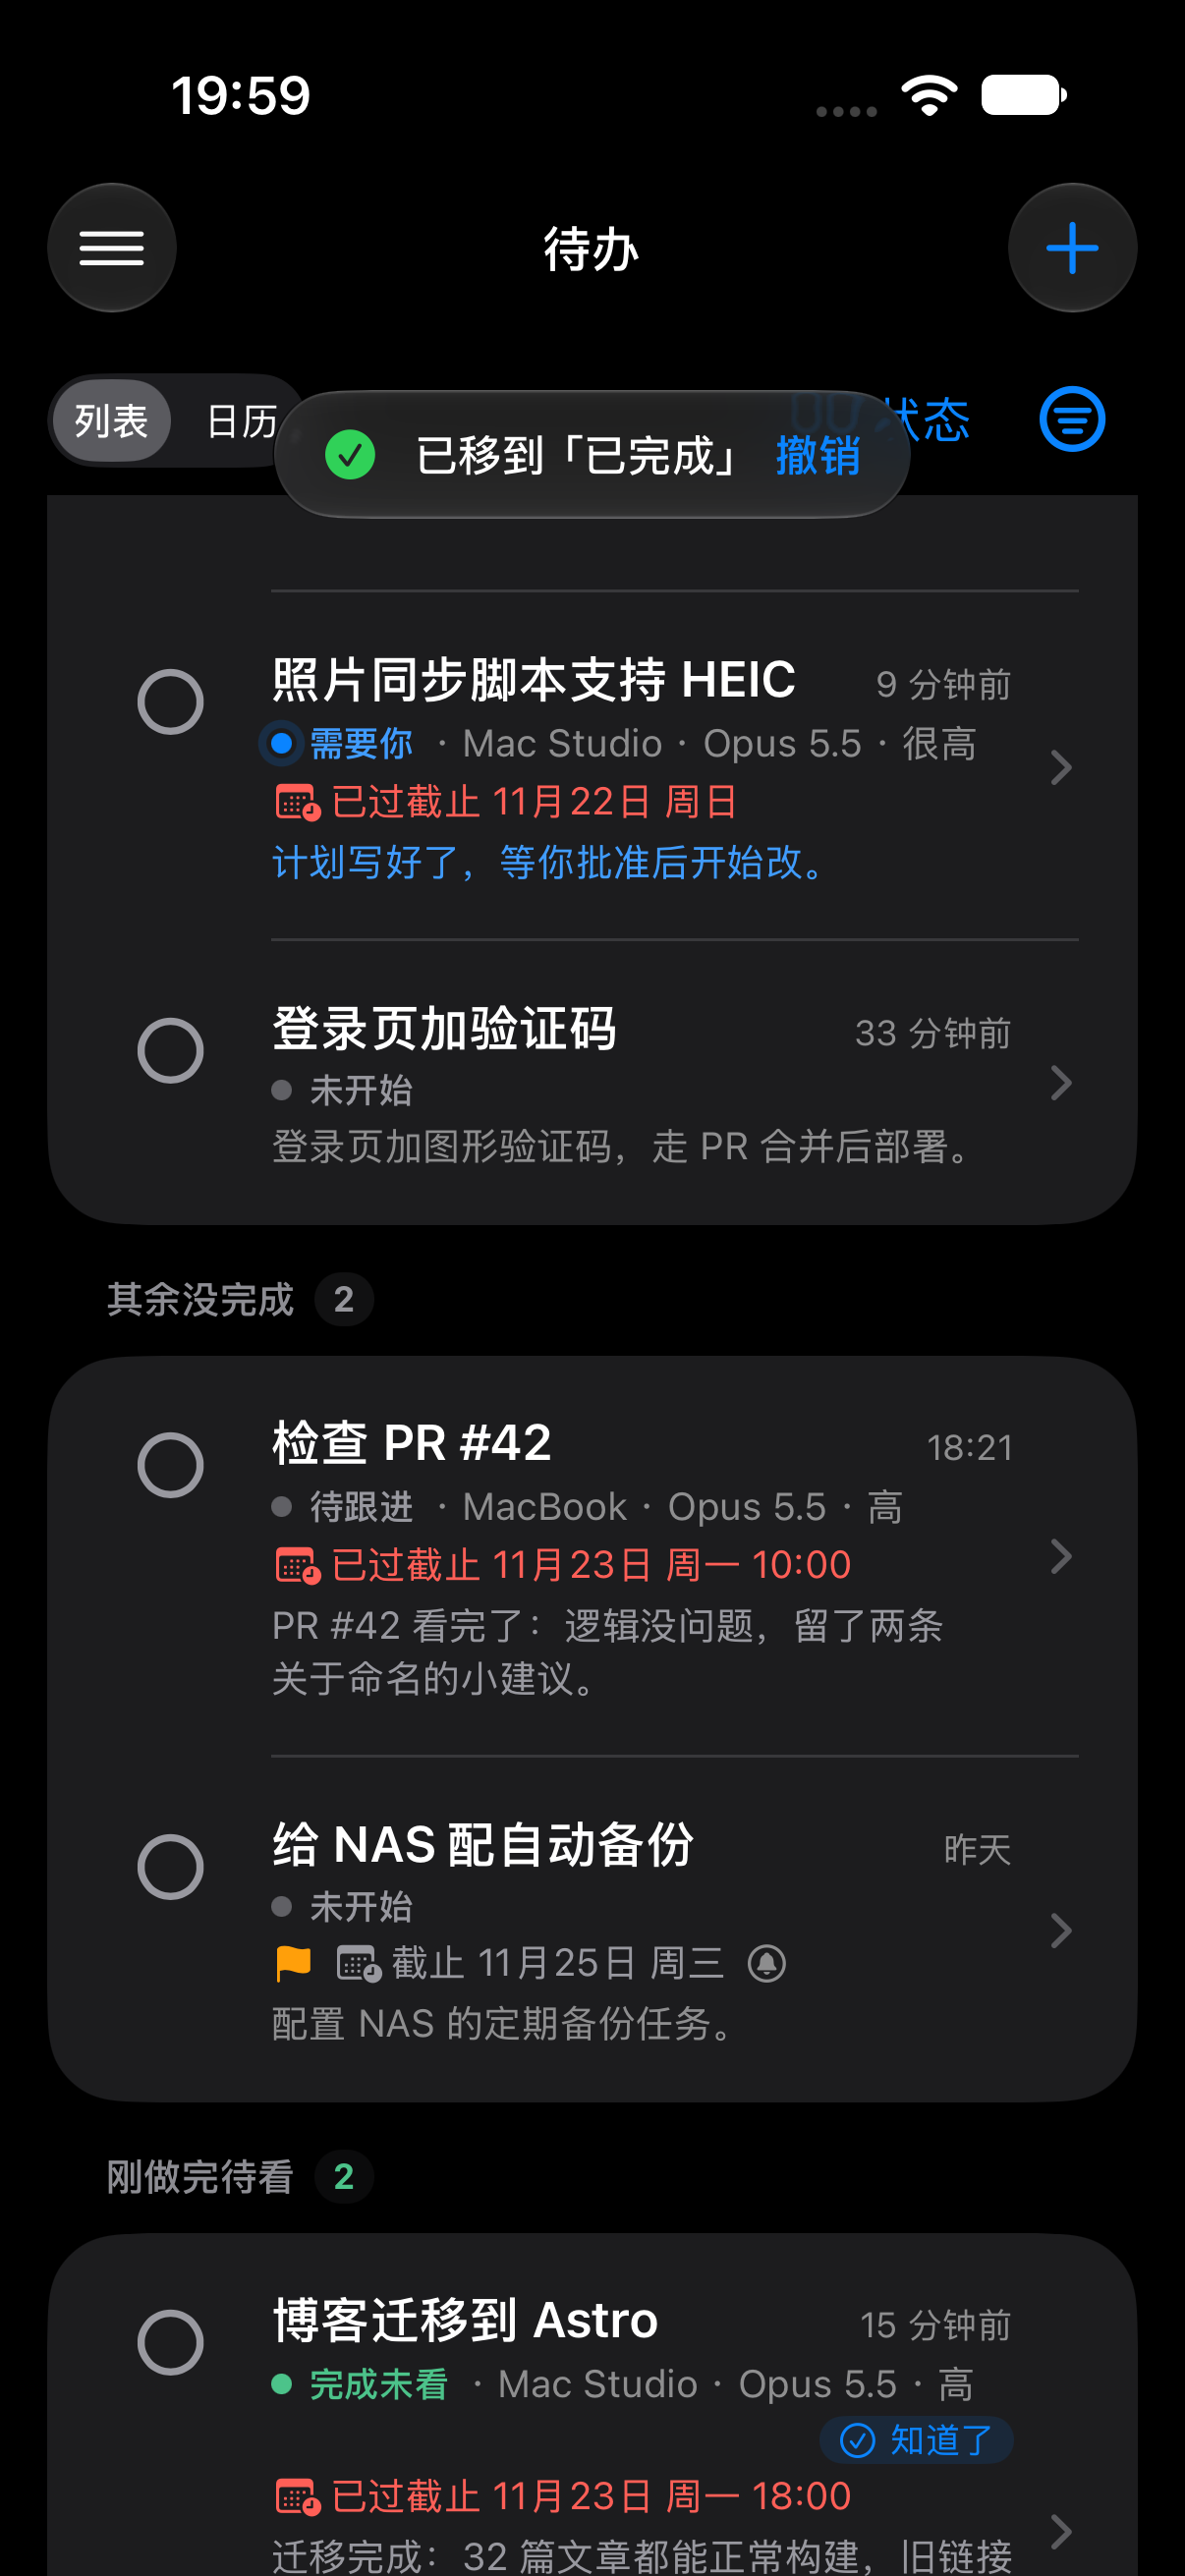 19:59
待办
列表
日历
状态
已移到「已完成」 撤销
照片同步脚本支持 HEIC
9 分钟前
需要你 · Mac Studio · Opus 5.5 · 很高
已过截止 11月22日 周日
计划写好了，等你批准后开始改。
登录页加验证码
33 分钟前
未开始
登录页加图形验证码，走 PR 合并后部署。
其余没完成 2
检查 PR #42
18:21
待跟进 · MacBook · Opus 5.5 · 高
已过截止 11月23日 周一 10:00
PR #42 看完了：逻辑没问题，留了两条
关于命名的小建议。
给 NAS 配自动备份
昨天
未开始
截止 11月25日 周三
配置 NAS 的定期备份任务。
刚做完待看 2
博客迁移到 Astro
15 分钟前
完成未看 · Mac Studio · Opus 5.5 · 高
知道了
已过截止 11月23日 周一 18:00
迁移完成：32 篇文章都能正常构建，旧链接